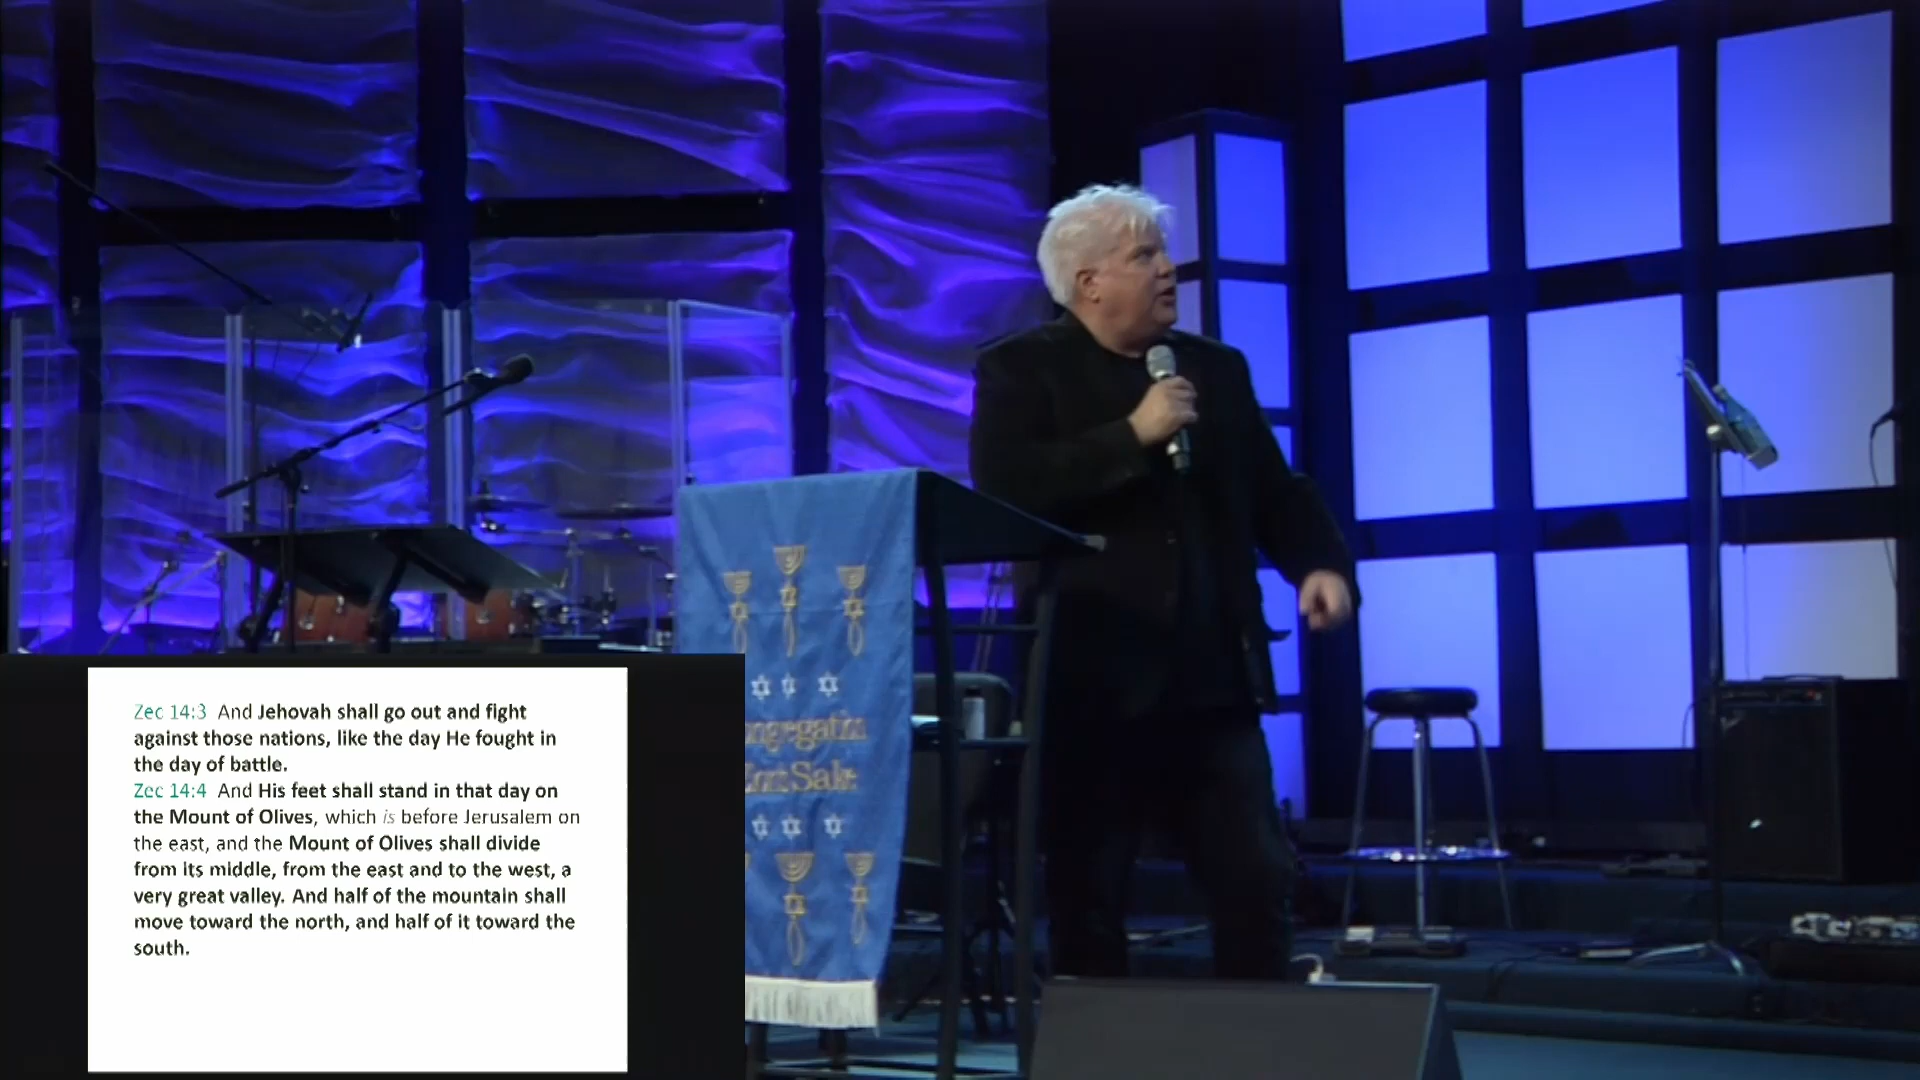 Zec 14:3 And Jehovah shall go out and fight
against those nations, like the day He fought in
the day of battle.
Zec 14:4 And His feet shall stand in that day on
the Mount of Olives, which is before Jerusalem on
the east, and the Mount of Olives shall divide
from its middle, from the east and to the west, a
very great valley. And half of the mountain shall
move toward the north, and half of it toward the
south.